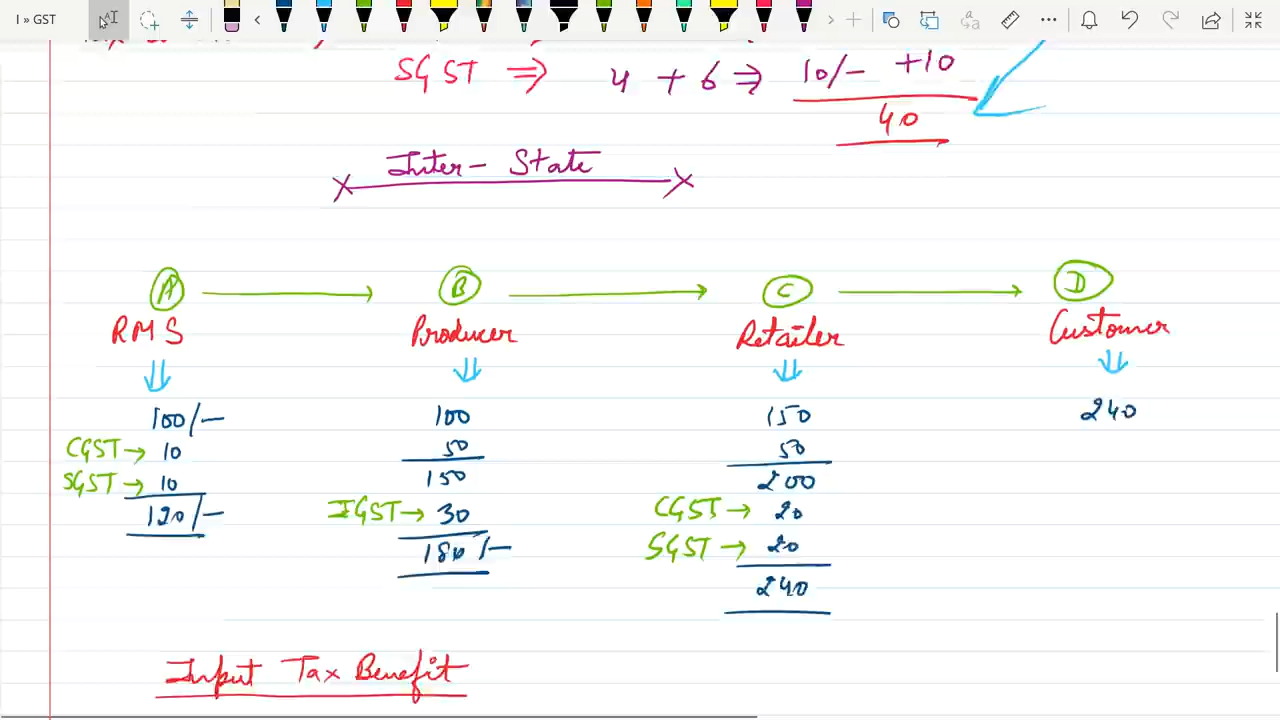 I » GST
SGST ⇒ 4 + 6 ⇒ 10/- +10
40
Inter - State
A B C D
RMS Producer Retailer Customer
100/- 100 150 240
CGST → 10 50 50
SGST → 10 150 200
120/- IGST → 30 CGST → 20
180/- SGST → 20
240
Input Tax Benefit